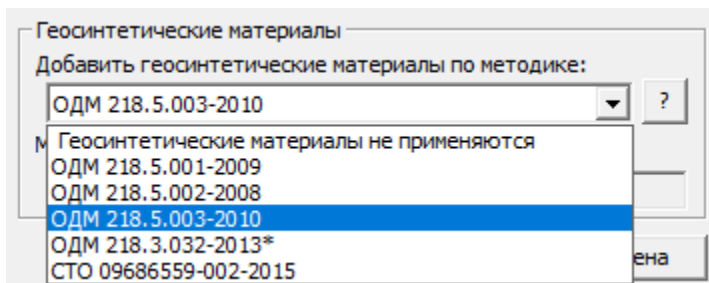 Геосинтетические материалы
Добавить геосинтетические материалы по методике:
ОДМ 218.5.003-2010
?
Геосинтетические материалы не применяются
ОДМ 218.5.001-2009
ОДМ 218.5.002-2008
ОДМ 218.5.003-2010
ОДМ 218.3.032-2013*
СТО 09686559-002-2015